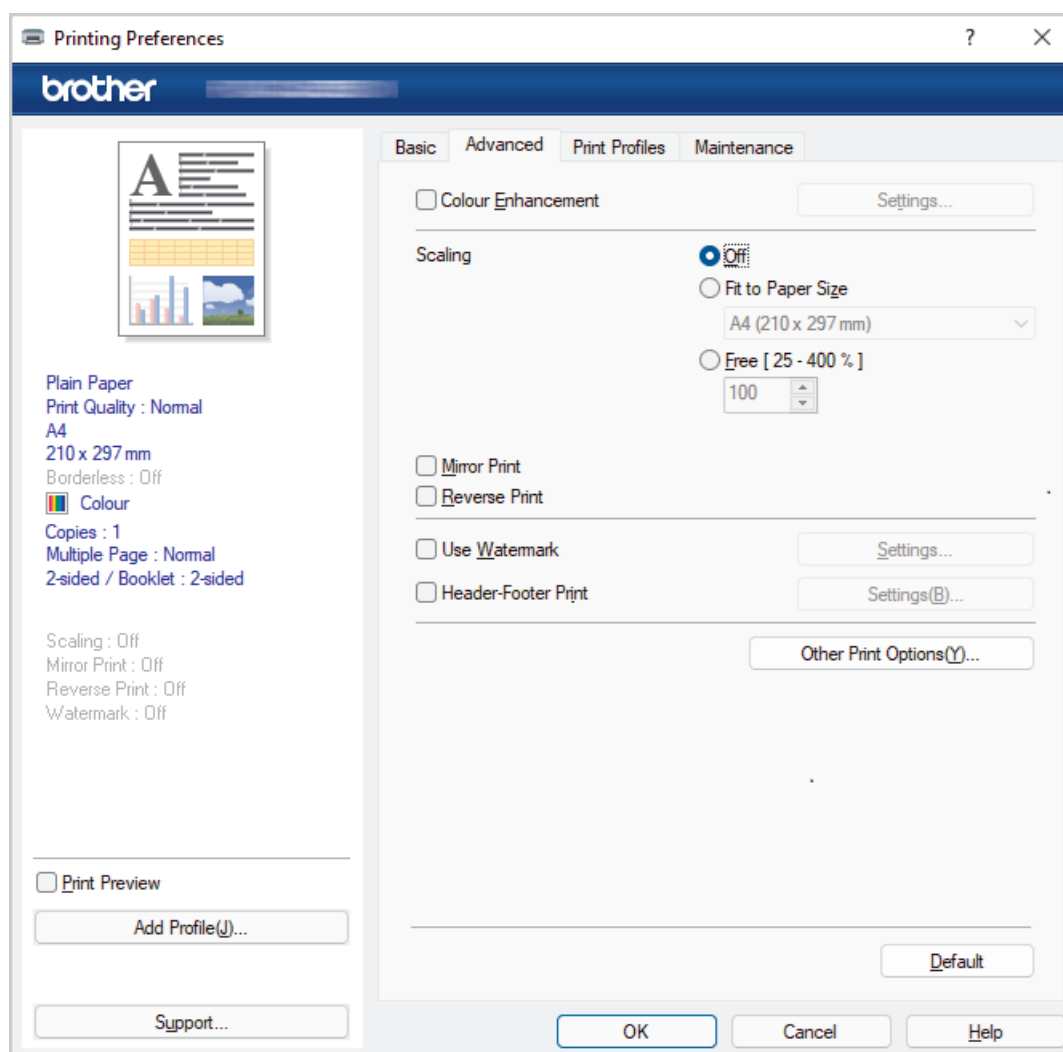 Printing Preferences
?
brother
A
Plain Paper
Print Quality : Normal
A4
210 x 297 mm
Borderless : Off
Colour
Copies : 1
Multiple Page : Normal
2-sided / Booklet : 2-sided
Scaling : Off
Mirror Print : Off
Reverse Print : Off
Watermark : Off
Print Preview
Add Profile(J)...
Support...
Basic Advanced Print Profiles Maintenance
Colour Enhancement Settings...
Scaling Off
Fit to Paper Size
A4 (210 x 297 mm)
Free [ 25 - 400 % ]
100
Mirror Print
Reverse Print
Use Watermark Settings...
Header-Footer Print Settings(B)...
Other Print Options(Y)...
Default
OK Cancel Help